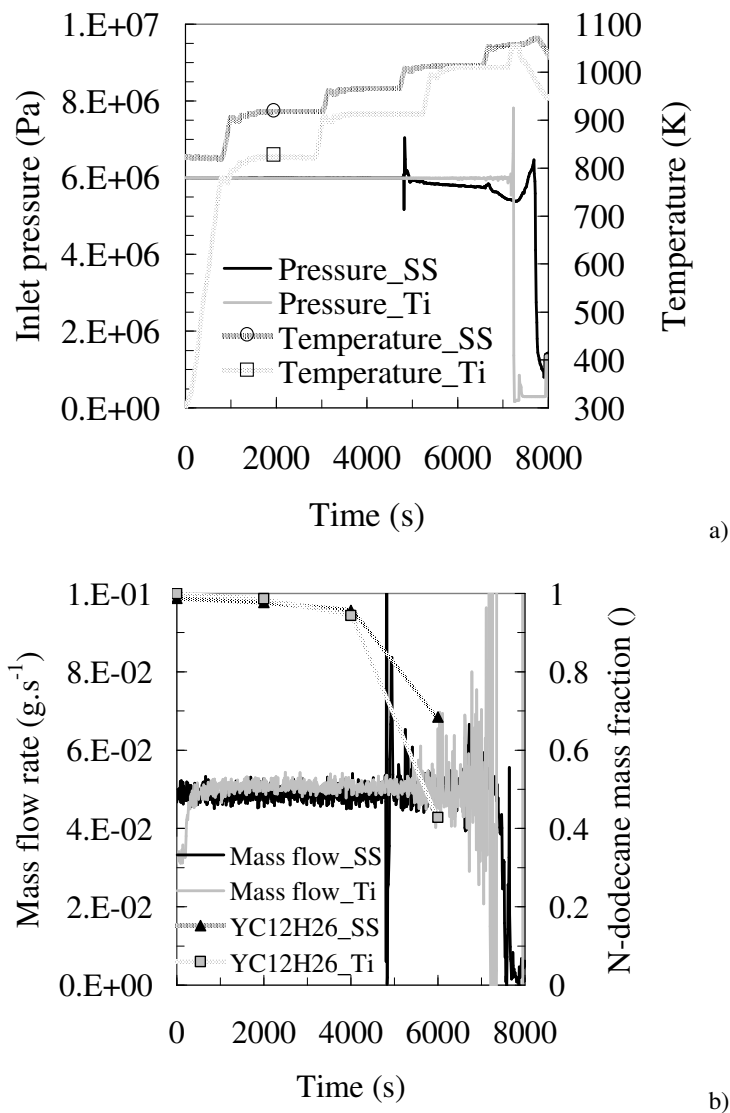 1.E+07
8.E+06
6.E+06
4.E+06
2.E+06
0.E+00
Inlet pressure (Pa)
1100
1000
900
800
700
600
500
400
300
Temperature (K)
Pressure_SS
Pressure_Ti
Temperature_SS
Temperature_Ti
0 2000 4000 6000 8000
Time (s)
a)
1.E-01
8.E-02
6.E-02
4.E-02
2.E-02
0.E+00
Mass flow rate (g.s⁻¹)
1
0.8
0.6
0.4
0.2
0
N-dodecane mass fraction ()
Mass flow_SS
Mass flow_Ti
YC12H26_SS
YC12H26_Ti
0 2000 4000 6000 8000
Time (s)
b)